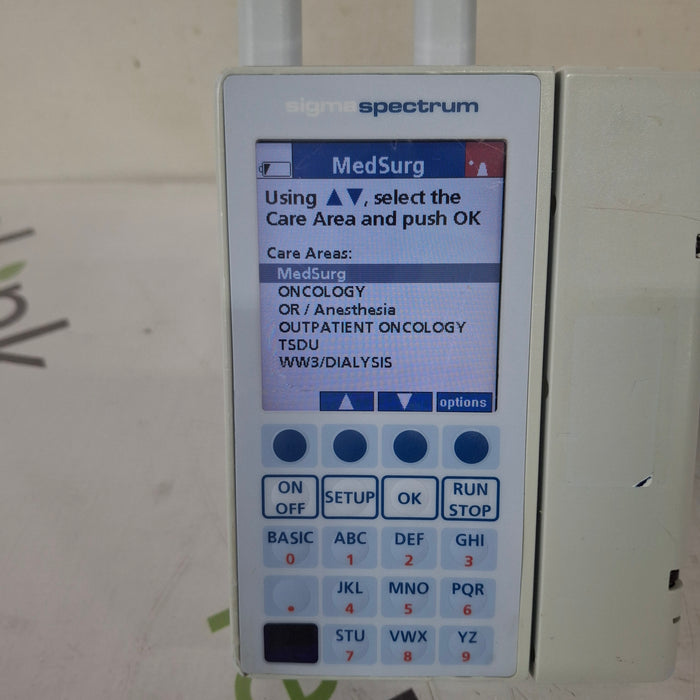 sigmaspectrum
MedSurg
Using ▲▼, select the
Care Area and push OK
Care Areas:
MedSurg
ONCOLOGY
OR / Anesthesia
OUTPATIENT ONCOLOGY
TSDU
WW3/DIALYSIS
options
ON OFF
SETUP
OK
RUN STOP
BASIC ABC DEF GHI
0 1 2 3
JKL MNO PQR
. 4 5 6
STU VWX YZ
7 8 9